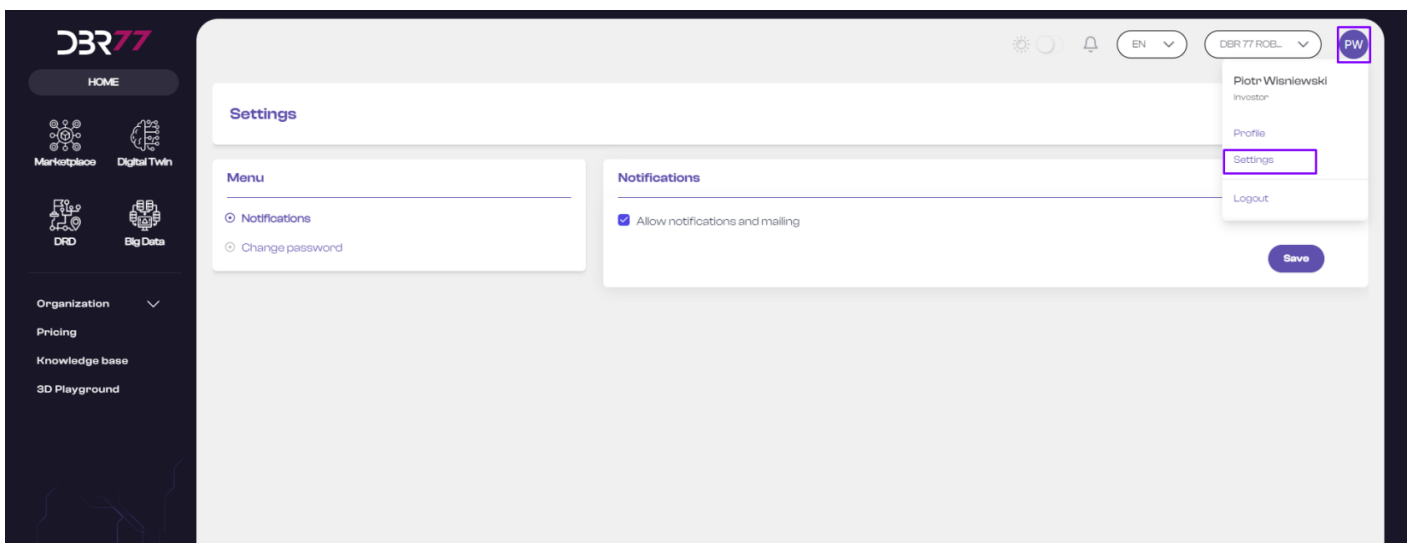 DBR77
HOME
Marketplace
Digital Twin
DRD
Big Data
Organization
Pricing
Knowledge base
3D Playground
EN
DBR 77 ROB...
PW
Piotr Wisniewski
Investor
Profile
Settings
Logout
Settings
Menu
Notifications
Change password
Notifications
Allow notifications and mailing
Save